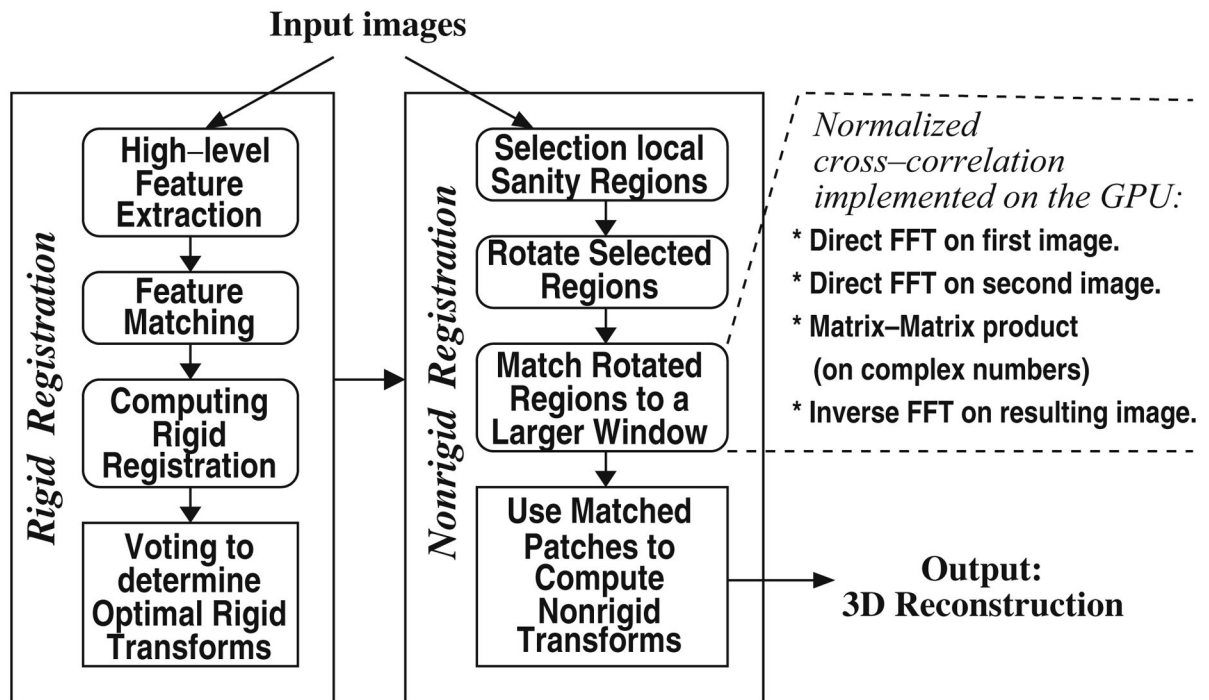 Input images
Rigid Registration
High–level
Feature
Extraction
Feature
Matching
Computing
Rigid
Registration
Voting to
determine
Optimal Rigid
Transforms
Nonrigid Registration
Selection local
Sanity Regions
Rotate Selected
Regions
Match Rotated
Regions to a
Larger Window
Use Matched
Patches to
Compute
Nonrigid
Transforms
Normalized
cross–correlation
implemented on the GPU:
* Direct FFT on first image.
* Direct FFT on second image.
* Matrix–Matrix product
(on complex numbers)
* Inverse FFT on resulting image.
Output:
3D Reconstruction